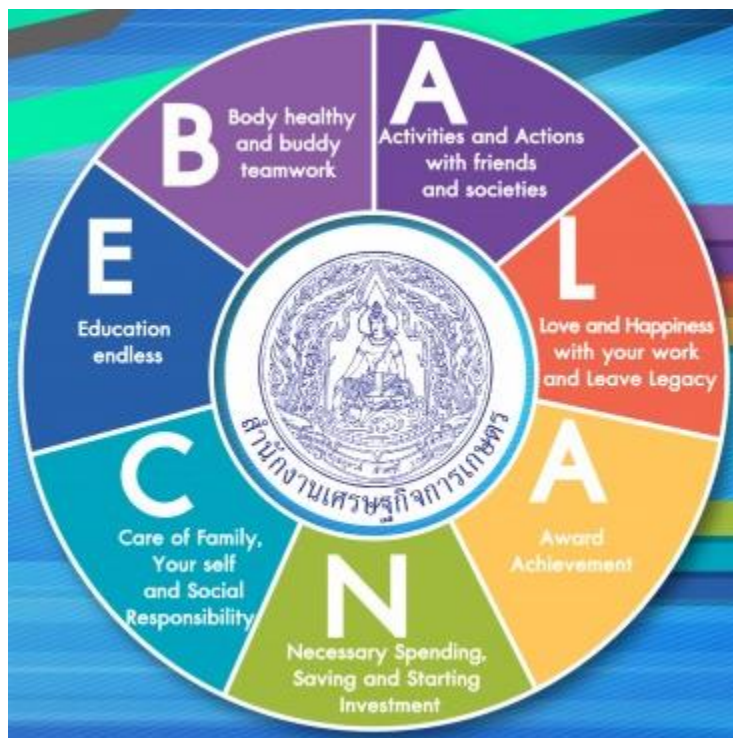 B
Body healthy
and buddy
teamwork
A
Activities and Actions
with friends
and societies
L
Love and Happiness
with your work
and Leave Legacy
A
Award
Achievement
N
Necessary Spending,
Saving and Starting
Investment
C
Care of Family,
Your self
and Social
Responsibility
E
Education
endless
สำนักงานเศรษฐกิจการเกษตร